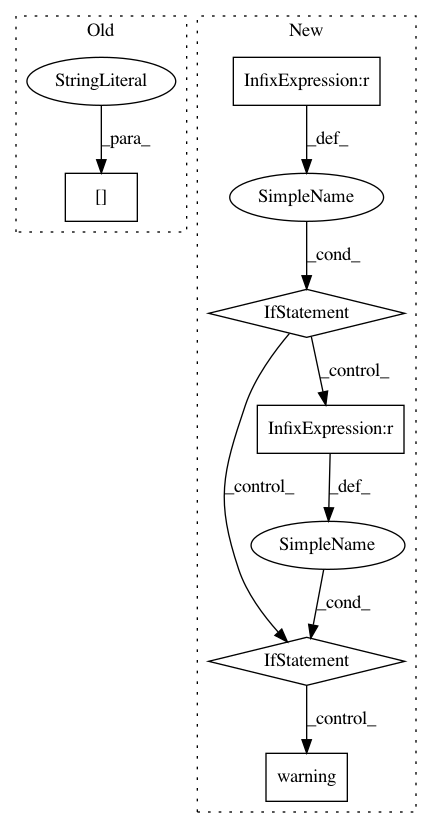 Old
New
StringLiteral
InfixExpression:r
_para_
_def_
[]
SimpleName
_cond_
IfStatement
_control_
InfixExpression:r
_control_
_def_
SimpleName
_cond_
IfStatement
_control_
warning